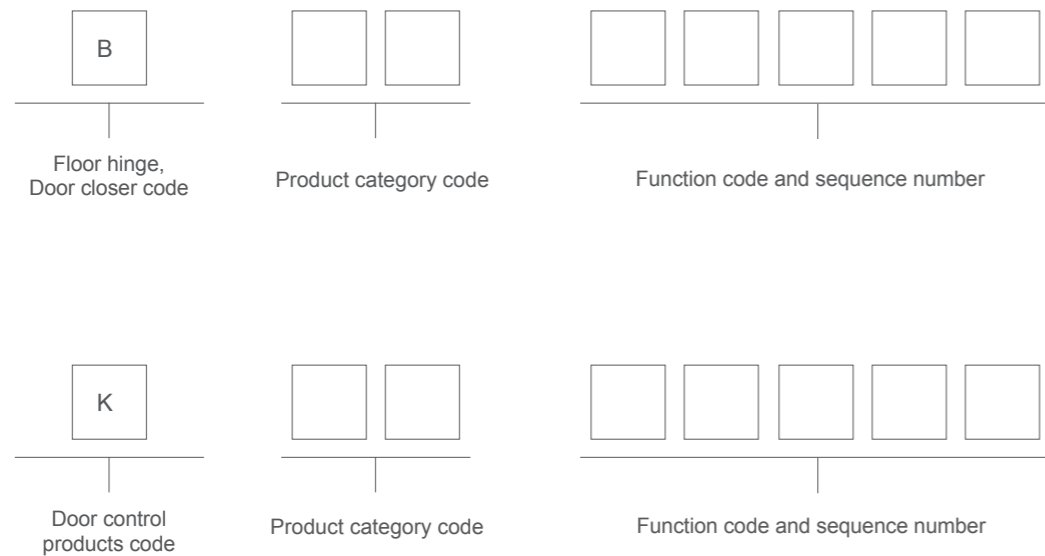 B
Floor hinge,
Door closer code
Product category code
Function code and sequence number
K
Door control
products code
Product category code
Function code and sequence number